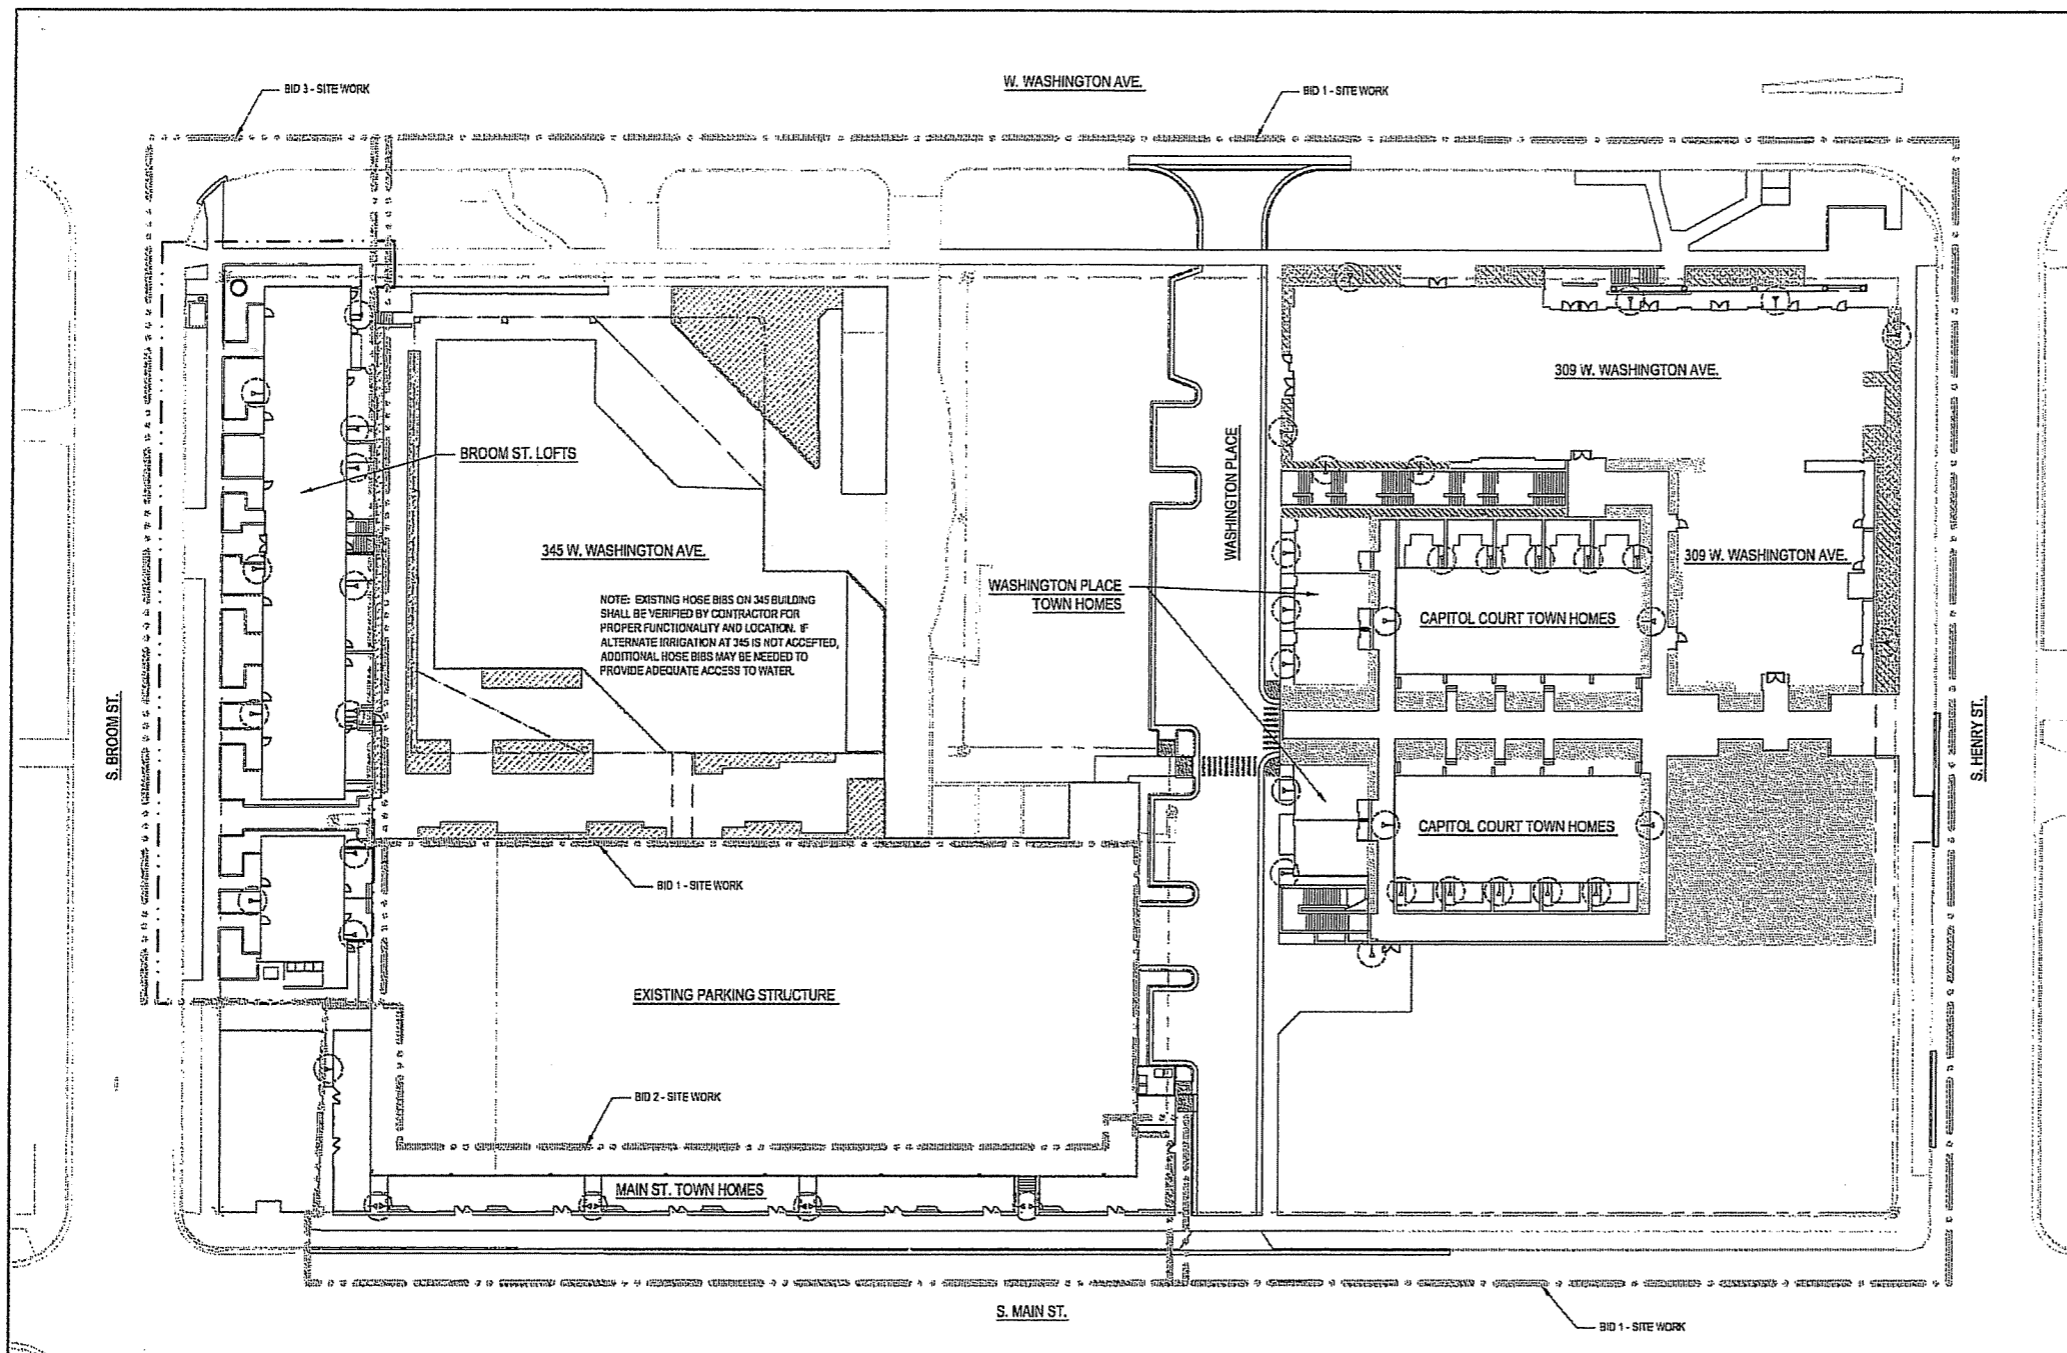 W. WASHINGTON AVE.
BID 3 - SITE WORK
BID 1 - SITE WORK
309 W. WASHINGTON AVE.
BROOM ST. LOFTS
WASHINGTON PLACE
345 W. WASHINGTON AVE.
309 W. WASHINGTON AVE.
WASHINGTON PLACE
TOWN HOMES
NOTE: EXISTING HOSE BIBS ON 345 BUILDING
SHALL BE VERIFIED BY CONTRACTOR FOR
PROPER FUNCTIONALITY AND LOCATION. IF
ALTERNATE IRRIGATION AT 345 IS NOT ACCEPTED,
ADDITIONAL HOSE BIBS MAY BE NEEDED TO
PROVIDE ADEQUATE ACCESS TO WATER.
CAPITOL COURT TOWN HOMES
S. BROOM ST.
S. HENRY ST.
CAPITOL COURT TOWN HOMES
BID 1 - SITE WORK
EXISTING PARKING STRUCTURE
BID 2 - SITE WORK
MAIN ST. TOWN HOMES
S. MAIN ST.
BID 1 - SITE WORK